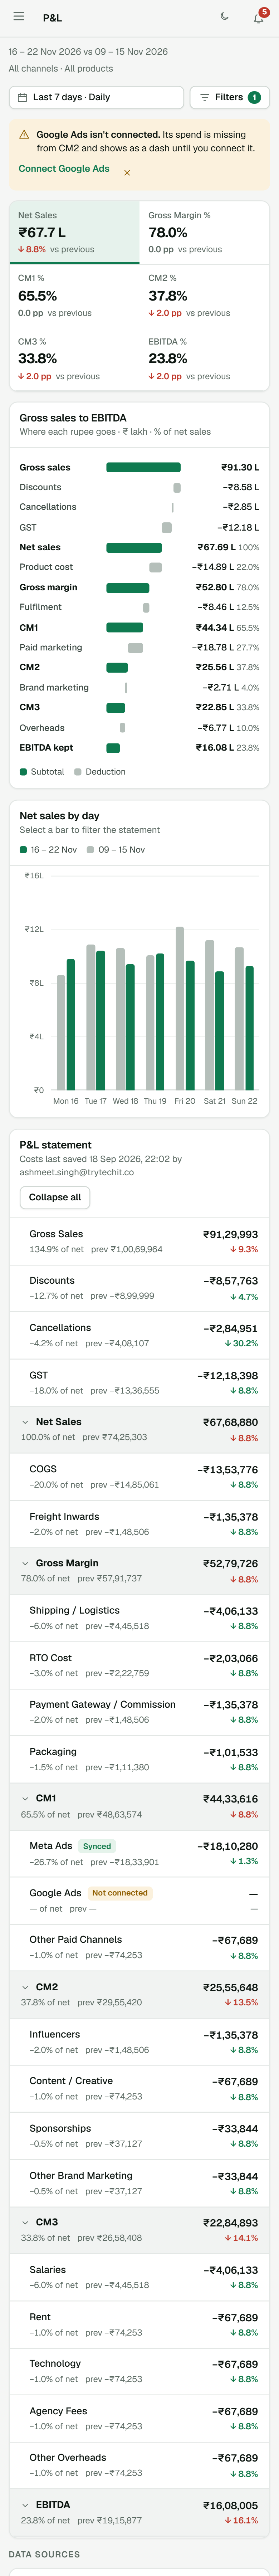 P&L
5
16 – 22 Nov 2026 vs 09 – 15 Nov 2026
All channels · All products
Last 7 days · Daily
Filters 1
Google Ads isn't connected. Its spend is missing
from CM2 and shows as a dash until you connect it.
Connect Google Ads ×
Net Sales
₹67.7 L
↓ 8.8% vs previous
Gross Margin %
78.0%
0.0 pp vs previous
CM1 %
65.5%
0.0 pp vs previous
CM2 %
37.8%
↓ 2.0 pp vs previous
CM3 %
33.8%
↓ 2.0 pp vs previous
EBITDA %
23.8%
↓ 2.0 pp vs previous
Gross sales to EBITDA
Where each rupee goes · ₹ lakh · % of net sales
Gross sales ₹91.30 L
Discounts −₹8.58 L
Cancellations −₹2.85 L
GST −₹12.18 L
Net sales ₹67.69 L 100%
Product cost −₹14.89 L 22.0%
Gross margin ₹52.80 L 78.0%
Fulfilment −₹8.46 L 12.5%
CM1 ₹44.34 L 65.5%
Paid marketing −₹18.78 L 27.7%
CM2 ₹25.56 L 37.8%
Brand marketing −₹2.71 L 4.0%
CM3 ₹22.85 L 33.8%
Overheads −₹6.77 L 10.0%
EBITDA kept ₹16.08 L 23.8%
Subtotal Deduction
Net sales by day
Select a bar to filter the statement
16 – 22 Nov 09 – 15 Nov
₹16L
₹12L
₹8L
₹4L
₹0
Mon 16 Tue 17 Wed 18 Thu 19 Fri 20 Sat 21 Sun 22
P&L statement
Costs last saved 18 Sep 2026, 22:02 by
ashmeet.singh@trytechit.co
Collapse all
Gross Sales ₹91,29,993
134.9% of net prev ₹1,00,69,964 ↓ 9.3%
Discounts −₹8,57,763
−12.7% of net prev −₹8,99,999 ↓ 4.7%
Cancellations −₹2,84,951
−4.2% of net prev −₹4,08,107 ↓ 30.2%
GST −₹12,18,398
−18.0% of net prev −₹13,36,555 ↓ 8.8%
Net Sales ₹67,68,880
100.0% of net prev ₹74,25,303 ↓ 8.8%
COGS −₹13,53,776
−20.0% of net prev −₹14,85,061 ↓ 8.8%
Freight Inwards −₹1,35,378
−2.0% of net prev −₹1,48,506 ↓ 8.8%
Gross Margin ₹52,79,726
78.0% of net prev ₹57,91,737 ↓ 8.8%
Shipping / Logistics −₹4,06,133
−6.0% of net prev −₹4,45,518 ↓ 8.8%
RTO Cost −₹2,03,066
−3.0% of net prev −₹2,22,759 ↓ 8.8%
Payment Gateway / Commission −₹1,35,378
−2.0% of net prev −₹1,48,506 ↓ 8.8%
Packaging −₹1,01,533
−1.5% of net prev −₹1,11,380 ↓ 8.8%
CM1 ₹44,33,616
65.5% of net prev ₹48,63,574 ↓ 8.8%
Meta Ads Synced −₹18,10,280
−26.7% of net prev −₹18,33,901 ↓ 1.3%
Google Ads Not connected —
— of net prev — —
Other Paid Channels −₹67,689
−1.0% of net prev −₹74,253 ↓ 8.8%
CM2 ₹25,55,648
37.8% of net prev ₹29,55,420 ↓ 13.5%
Influencers −₹1,35,378
−2.0% of net prev −₹1,48,506 ↓ 8.8%
Content / Creative −₹67,689
−1.0% of net prev −₹74,253 ↓ 8.8%
Sponsorships −₹33,844
−0.5% of net prev −₹37,127 ↓ 8.8%
Other Brand Marketing −₹33,844
−0.5% of net prev −₹37,127 ↓ 8.8%
CM3 ₹22,84,893
33.8% of net prev ₹26,58,408 ↓ 14.1%
Salaries −₹4,06,133
−6.0% of net prev −₹4,45,518 ↓ 8.8%
Rent −₹67,689
−1.0% of net prev −₹74,253 ↓ 8.8%
Technology −₹67,689
−1.0% of net prev −₹74,253 ↓ 8.8%
Agency Fees −₹67,689
−1.0% of net prev −₹74,253 ↓ 8.8%
Other Overheads −₹67,689
−1.0% of net prev −₹74,253 ↓ 8.8%
EBITDA ₹16,08,005
23.8% of net prev ₹19,15,877 ↓ 16.1%
DATA SOURCES